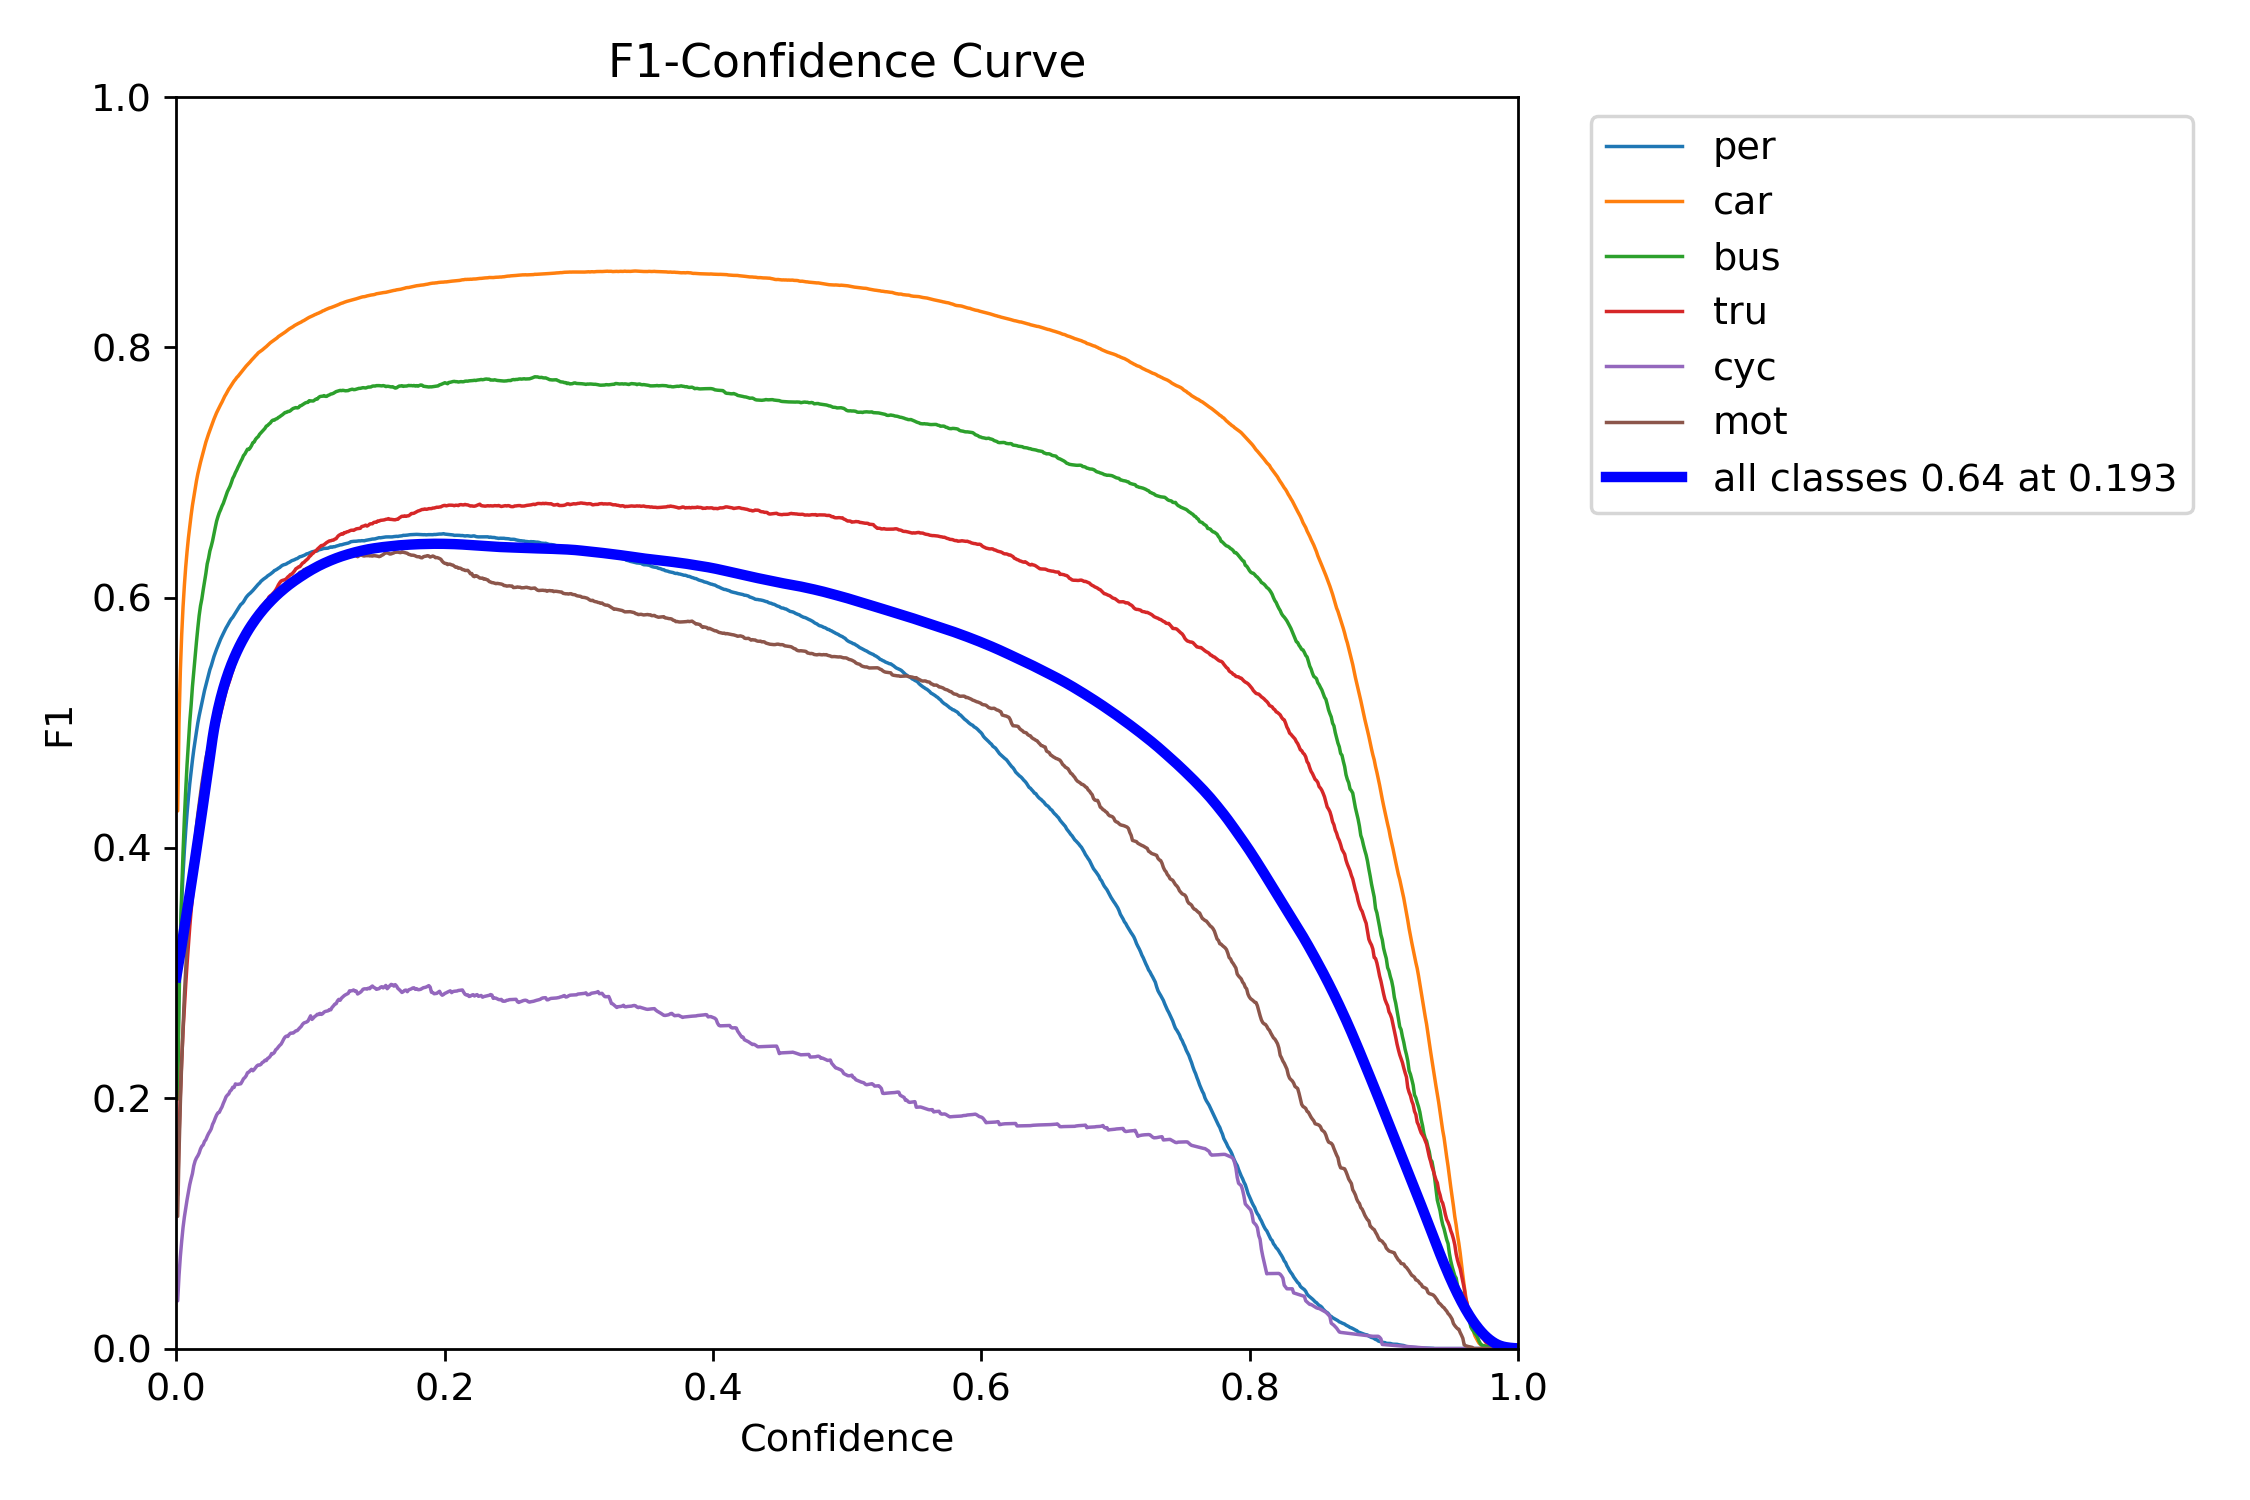 F1-Confidence Curve
1.0
0.8
0.6
0.4
0.2
0.0
F1
0.0 0.2 0.4 0.6 0.8 1.0
Confidence
per
car
bus
tru
cyc
mot
all classes 0.64 at 0.193